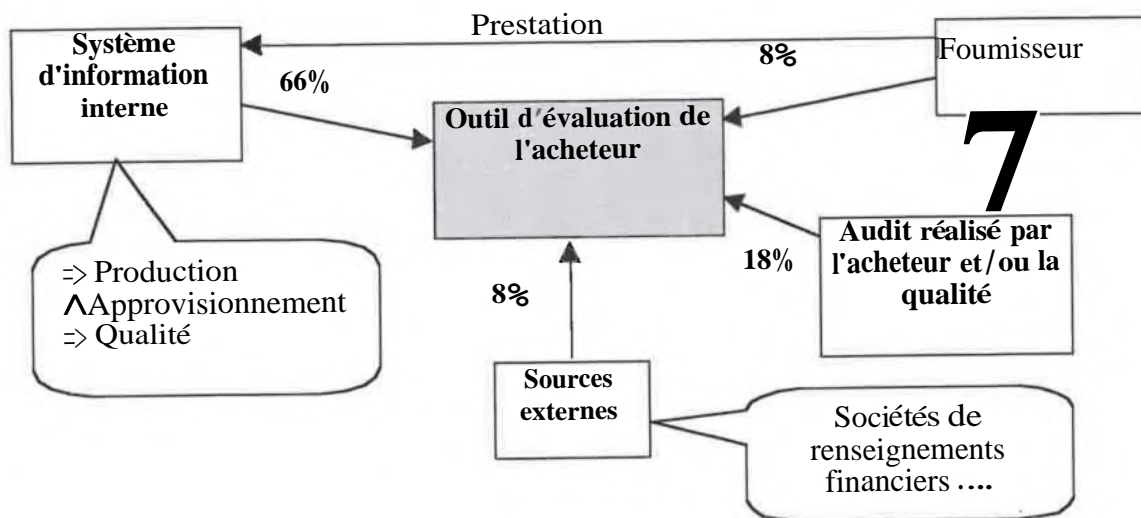 Prestation
Système
d'information
interne
66%
8%
Foumisseur
7
Outil d'évaluation de
l'acheteur
Audit réalisé par
l'acheteur et/ou la
qualité
18%
=> Production
ΛApprovisionnement
=> Qualité
8%
Sources
externes
Sociétés de
renseignements
financiers ....